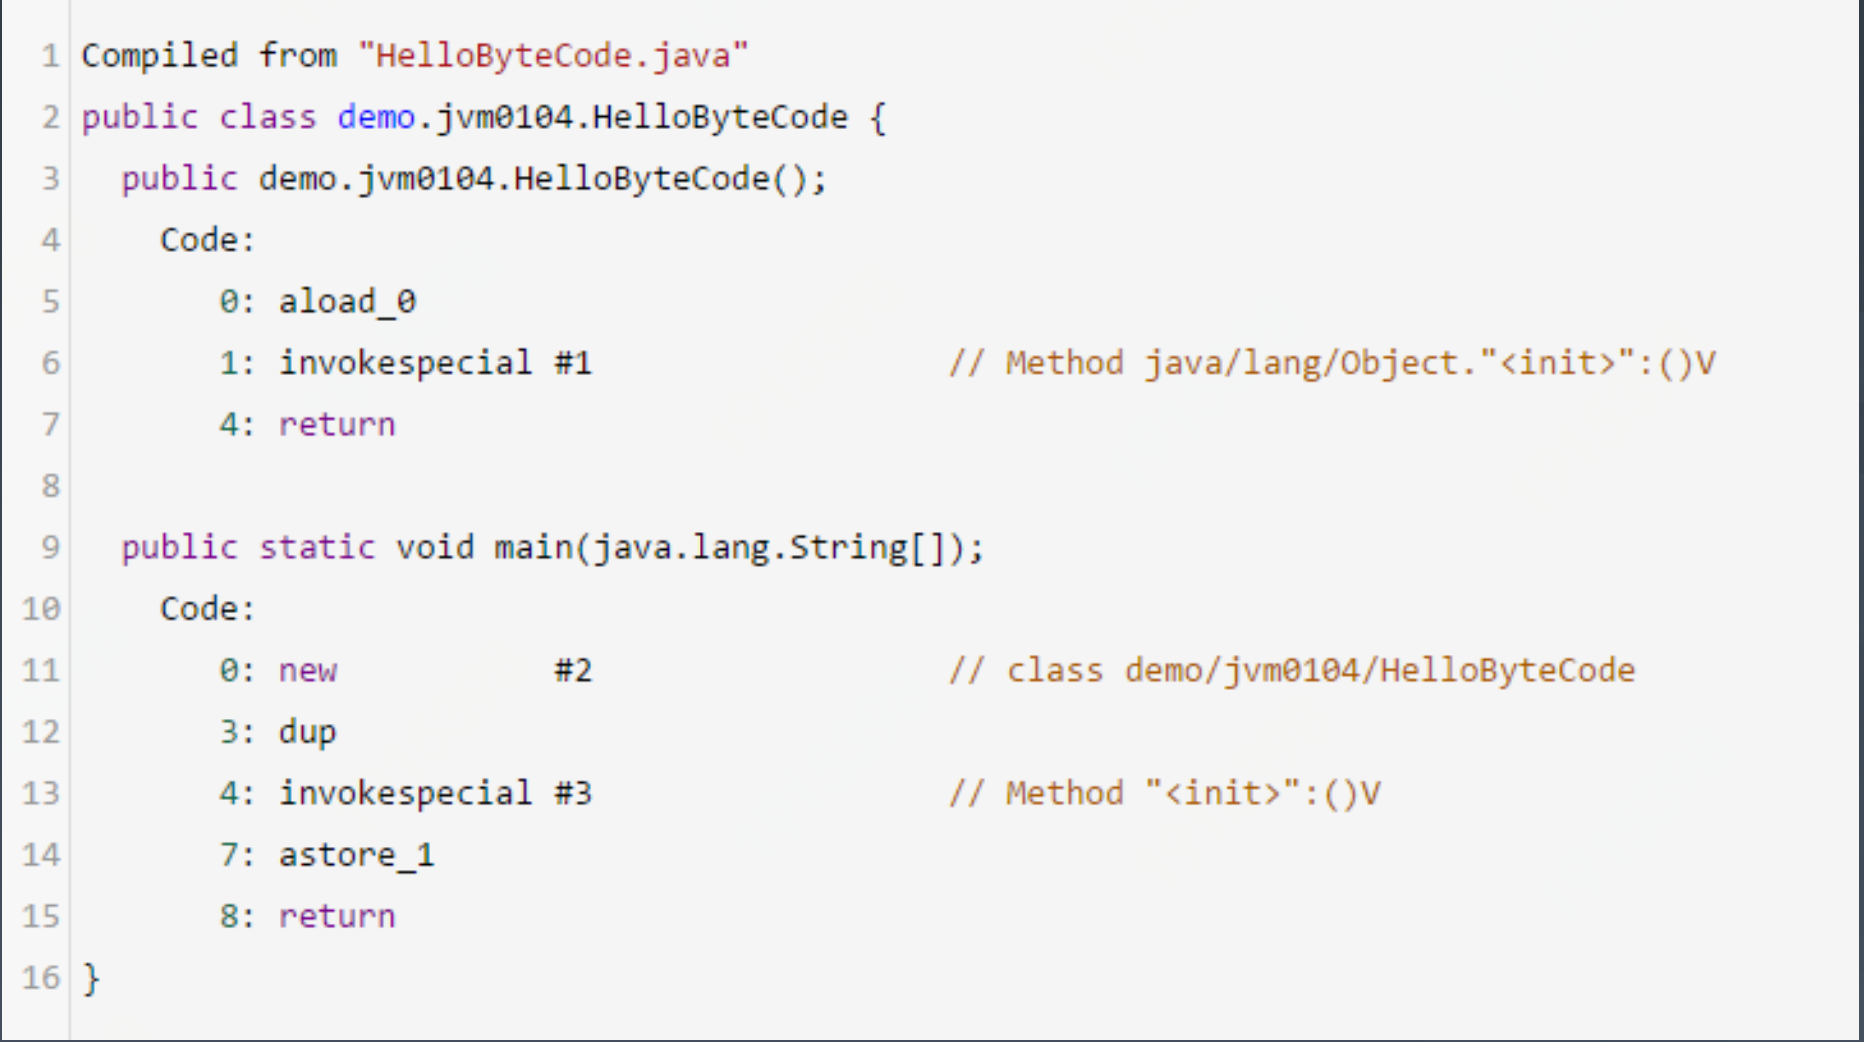 1 Compiled from "HelloByteCode.java"
2 public class demo.jvm0104.HelloByteCode {
3   public demo.jvm0104.HelloByteCode();
4     Code:
5        0: aload_0
6        1: invokespecial #1                  // Method java/lang/Object."<init>":()V
7        4: return
8
9   public static void main(java.lang.String[]);
10     Code:
11        0: new           #2                  // class demo/jvm0104/HelloByteCode
12        3: dup
13        4: invokespecial #3                  // Method "<init>":()V
14        7: astore_1
15        8: return
16 }